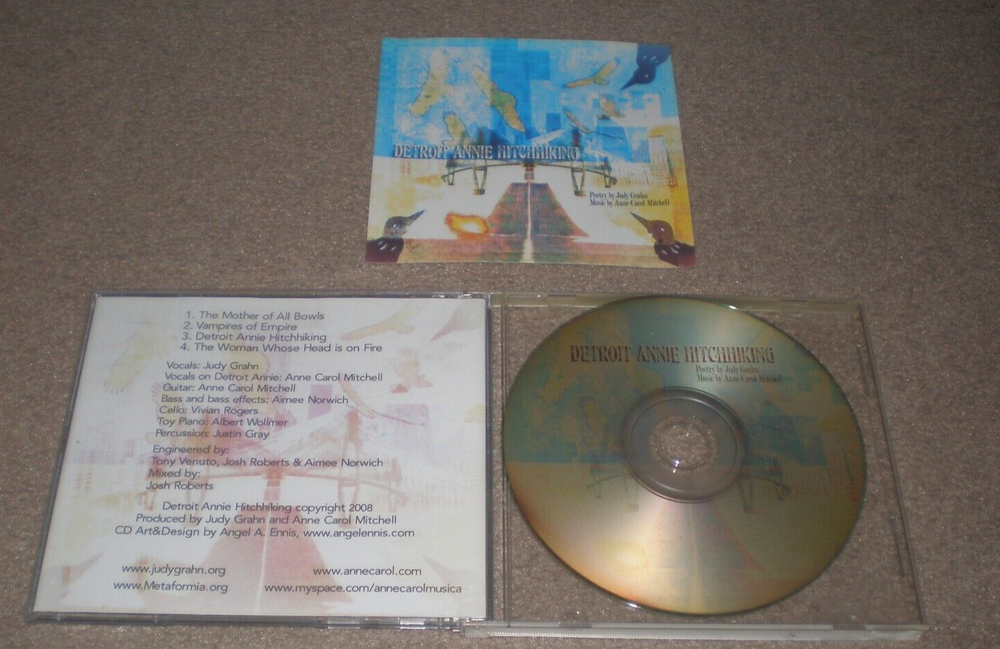 DETROIT ANNIE HITCHHIKING
Poetry by Judy Grahn
Music by Anne Carol Mitchell
1. The Mother of All Bowls
2. Vampires of Empire
3. Detroit Annie Hitchhiking
4. The Woman Whose Head is on Fire
Vocals: Judy Grahn
Vocals on Detroit Annie: Anne Carol Mitchell
Guitar: Anne Carol Mitchell
Bass and bass effects: Aimee Norwich
Cello: Vivian Rogers
Toy Piano: Albert Wollmer
Percussion: Justin Gray
Engineered by:
Tony Venuto, Josh Roberts & Aimee Norwich
Mixed by:
Josh Roberts
Detroit Annie Hitchhiking copyright 2008
Produced by Judy Grahn and Anne Carol Mitchell
CD Art&Design by Angel A. Ennis, www.angelennis.com
www.judygrahn.org www.annecarol.com
www.Metaformia.org www.myspace.com/annecarolmusica
DETROIT ANNIE HITCHHIKING
Poetry by Judy Grahn
Music by Anne Carol Mitchell